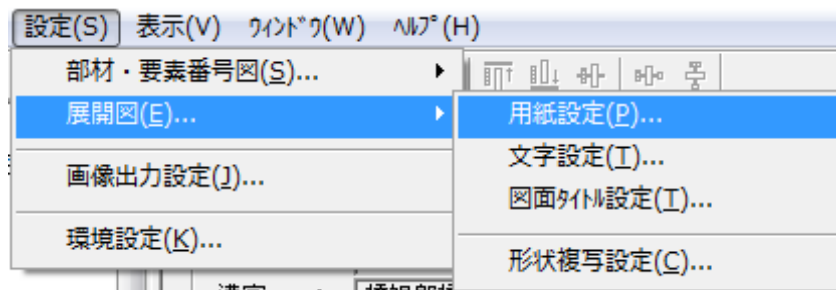 設定(S) 表示(V) ｳｨﾝﾄﾞｳ(W) ﾍﾙﾌﾟ(H)
部材・要素番号図(S)...
展開図(E)...
画像出力設定(J)...
環境設定(K)...
用紙設定(P)...
文字設定(T)...
図面ﾀｲﾄﾙ設定(T)...
形状複写設定(C)...